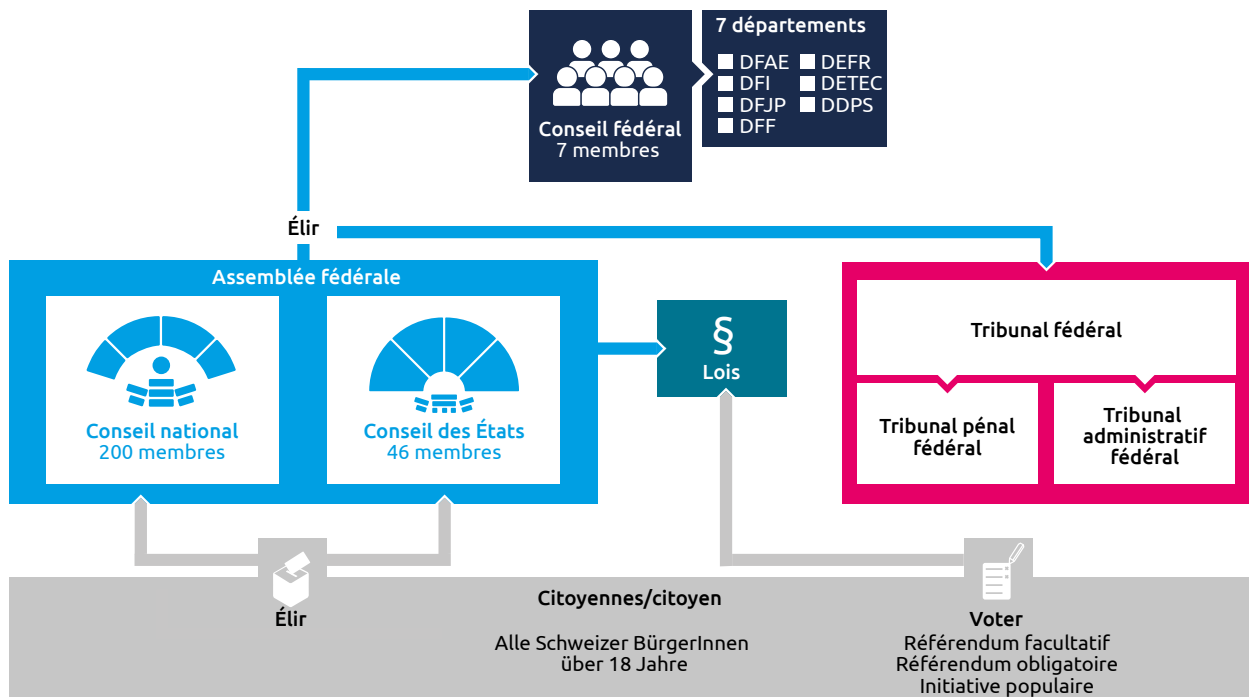 7 départements
DFAE
DFI
DFJP
DFF
DEFR
DETEC
DDPS
Conseil fédéral
7 membres
Élir
Assemblée fédérale
Conseil national
200 membres
Conseil des États
46 membres
§
Lois
Tribunal fédéral
Tribunal pénal
fédéral
Tribunal
administratif
fédéral
Élir
Citoyennes/citoyen
Alle Schweizer BürgerInnen
über 18 Jahre
Voter
Référendum facultatif
Référendum obligatoire
Initiative populaire